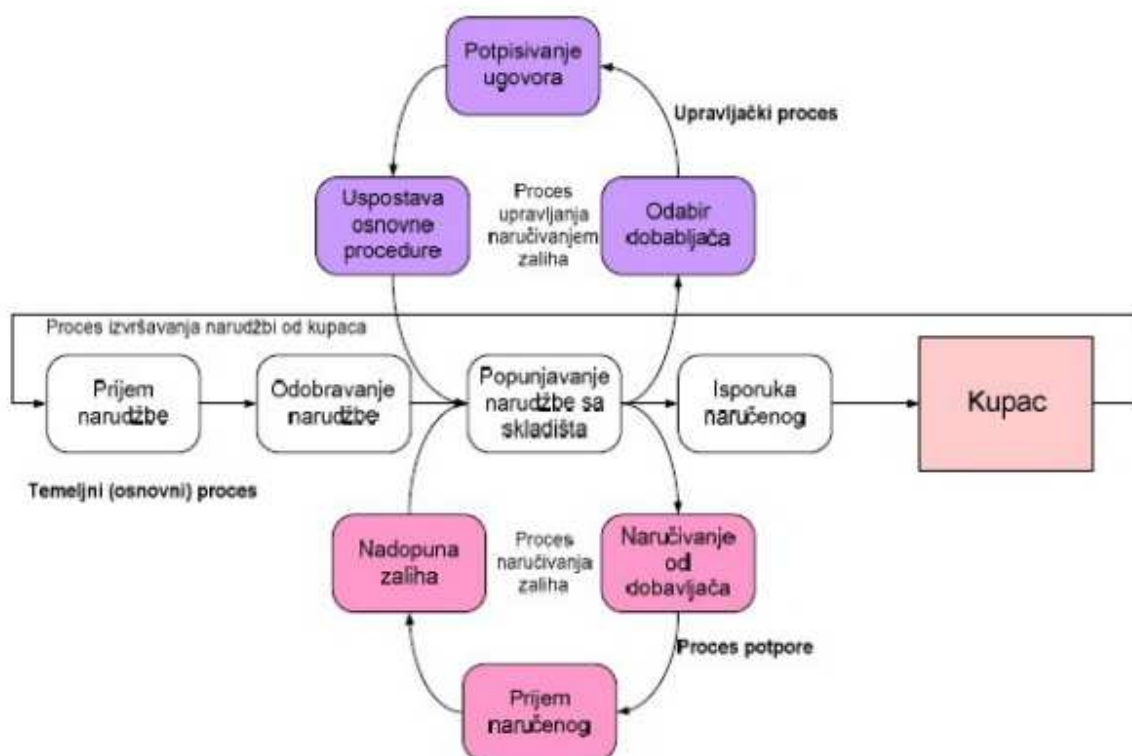 Potpisivanje
ugovora
Upravljački proces
Uspostava
osnovne
procedure
Proces
upravljanja
naručivanjem
zaliha
Odabir
dobabljača
Proces izvršavanja narudžbi od kupaca
Prijem
narudžbe
Odobravanje
narudžbe
Popunjavanje
narudžbe sa
skladišta
Isporuka
naručenog
Kupac
Temeljni (osnovni) proces
Nadopuna
zaliha
Proces
naručivanja
zaliha
Naručivanje
od
dobavljača
Proces potpore
Prijem
naručenog